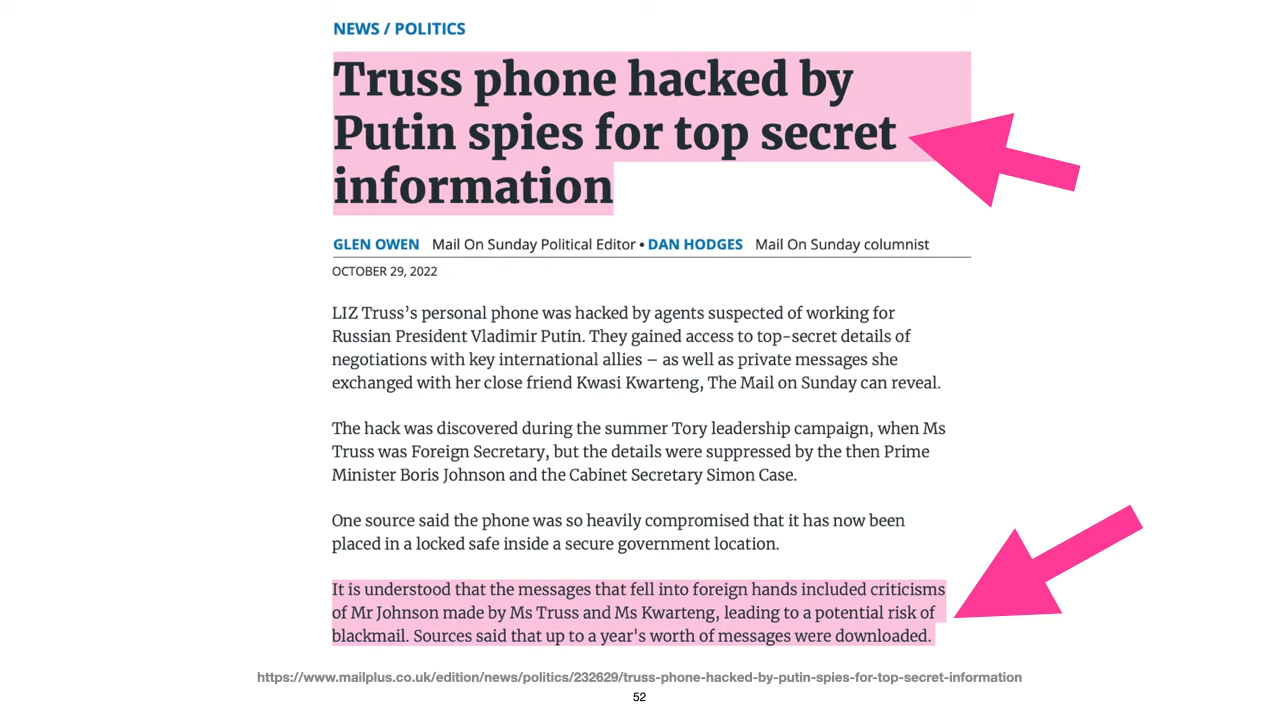 NEWS / POLITICS
Truss phone hacked by
Putin spies for top secret
information
GLEN OWEN Mail On Sunday Political Editor • DAN HODGES Mail On Sunday columnist
OCTOBER 29, 2022
LIZ Truss’s personal phone was hacked by agents suspected of working for
Russian President Vladimir Putin. They gained access to top-secret details of
negotiations with key international allies – as well as private messages she
exchanged with her close friend Kwasi Kwarteng, The Mail on Sunday can reveal.
The hack was discovered during the summer Tory leadership campaign, when Ms
Truss was Foreign Secretary, but the details were suppressed by the then Prime
Minister Boris Johnson and the Cabinet Secretary Simon Case.
One source said the phone was so heavily compromised that it has now been
placed in a locked safe inside a secure government location.
It is understood that the messages that fell into foreign hands included criticisms
of Mr Johnson made by Ms Truss and Ms Kwarteng, leading to a potential risk of
blackmail. Sources said that up to a year's worth of messages were downloaded.
https://www.mailplus.co.uk/edition/news/politics/232629/truss-phone-hacked-by-putin-spies-for-top-secret-information
52